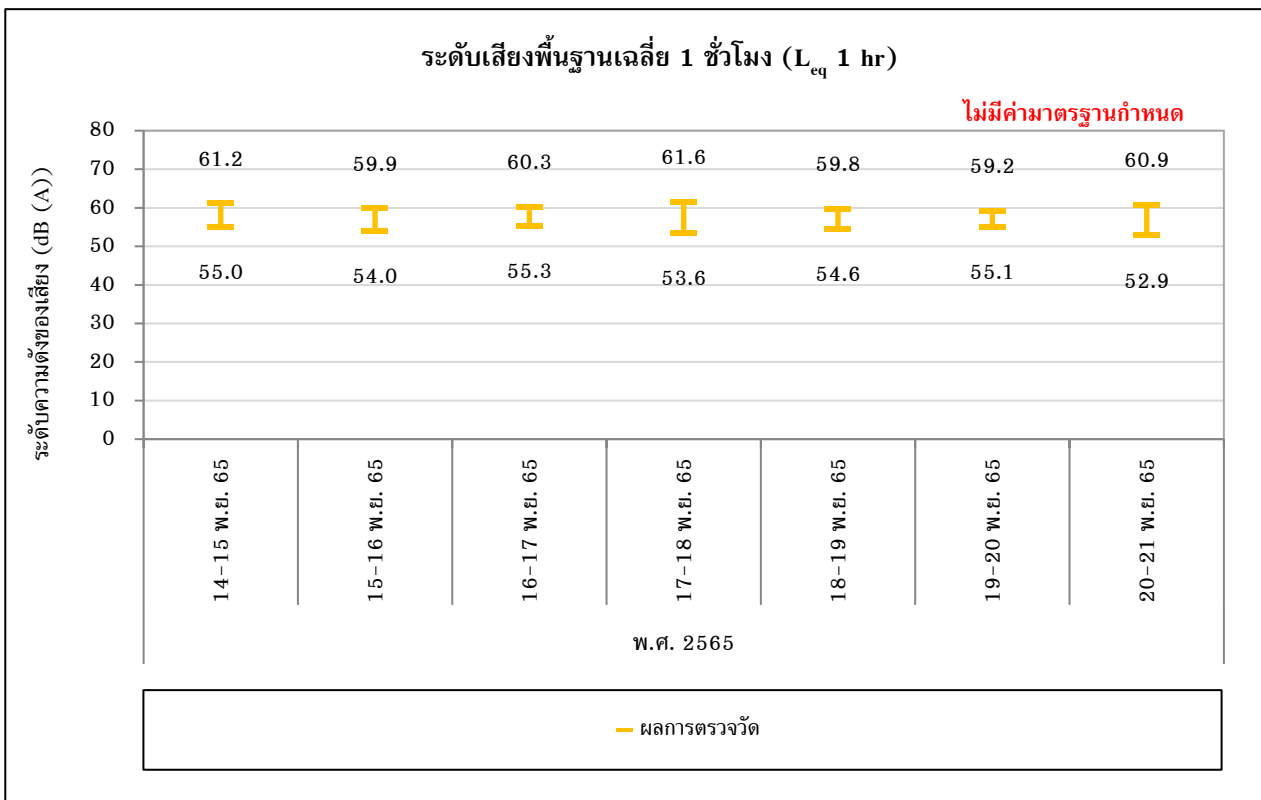 ระดับเสียงพื้นฐานเฉลี่ย 1 ชั่วโมง (Leq 1 hr)
ไม่มีค่ามาตรฐานกำหนด
ระดับความดังของเสียง (dB (A))
80
70
60
50
40
30
20
10
0
61.2 59.9 60.3 61.6 59.8 59.2 60.9
55.0 54.0 55.3 53.6 54.6 55.1 52.9
14-15 พ.ย. 65
15-16 พ.ย. 65
16-17 พ.ย. 65
17-18 พ.ย. 65
18-19 พ.ย. 65
19-20 พ.ย. 65
20-21 พ.ย. 65
พ.ศ. 2565
ผลการตรวจวัด